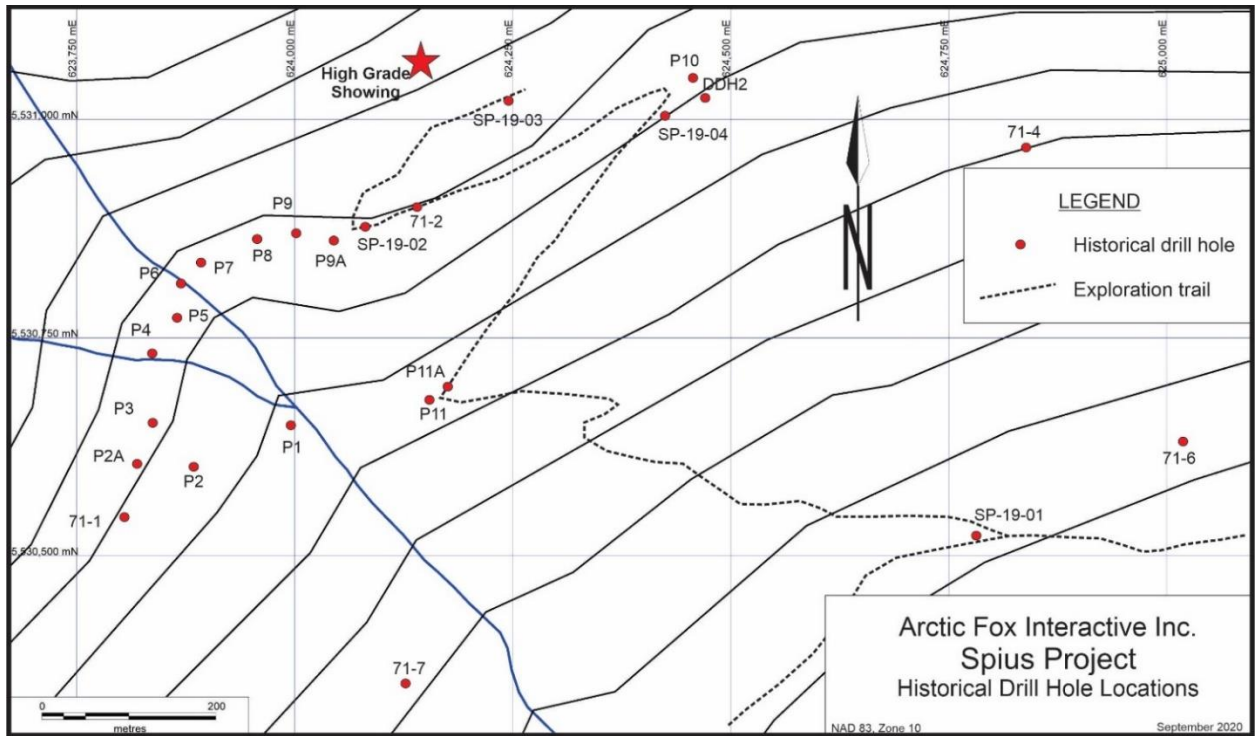 623,750 mE
624,000 mE
624,250 mE
624,500 mE
624,750 mE
625,000 mE
High Grade
Showing
P10
DDH2
5,531,000 mN
SP-19-03
SP-19-04
71-4
LEGEND
Historical drill hole
Exploration trail
N
P9
71-2
SP-19-02
P8
P9A
P7
P6
P5
5,530,750 mN
P4
P11A
P11
P3
P1
71-6
P2A
P2
71-1
SP-19-01
5,530,500 mN
71-7
Arctic Fox Interactive Inc.
Spius Project
Historical Drill Hole Locations
0 200
metres
NAD 83, Zone 10
September 2020